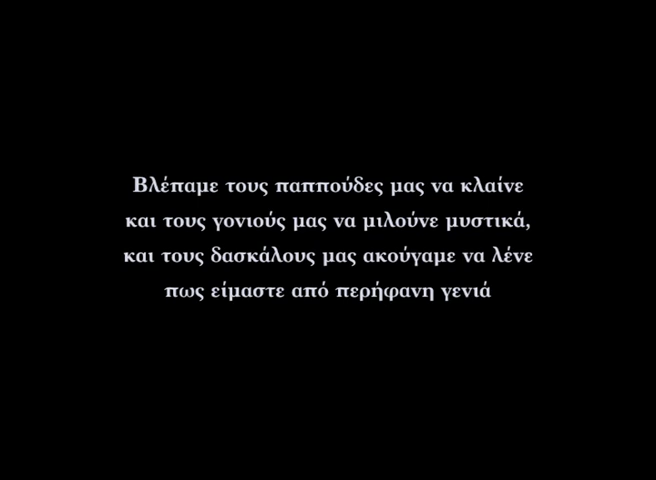 Βλέπαμε τους παππούδες μας να κλαίνε
και τους γονιούς μας να μιλούνε μυστικά,
και τους δασκάλους μας ακούγαμε να λένε
πως είμαστε από περήφανη γενιά